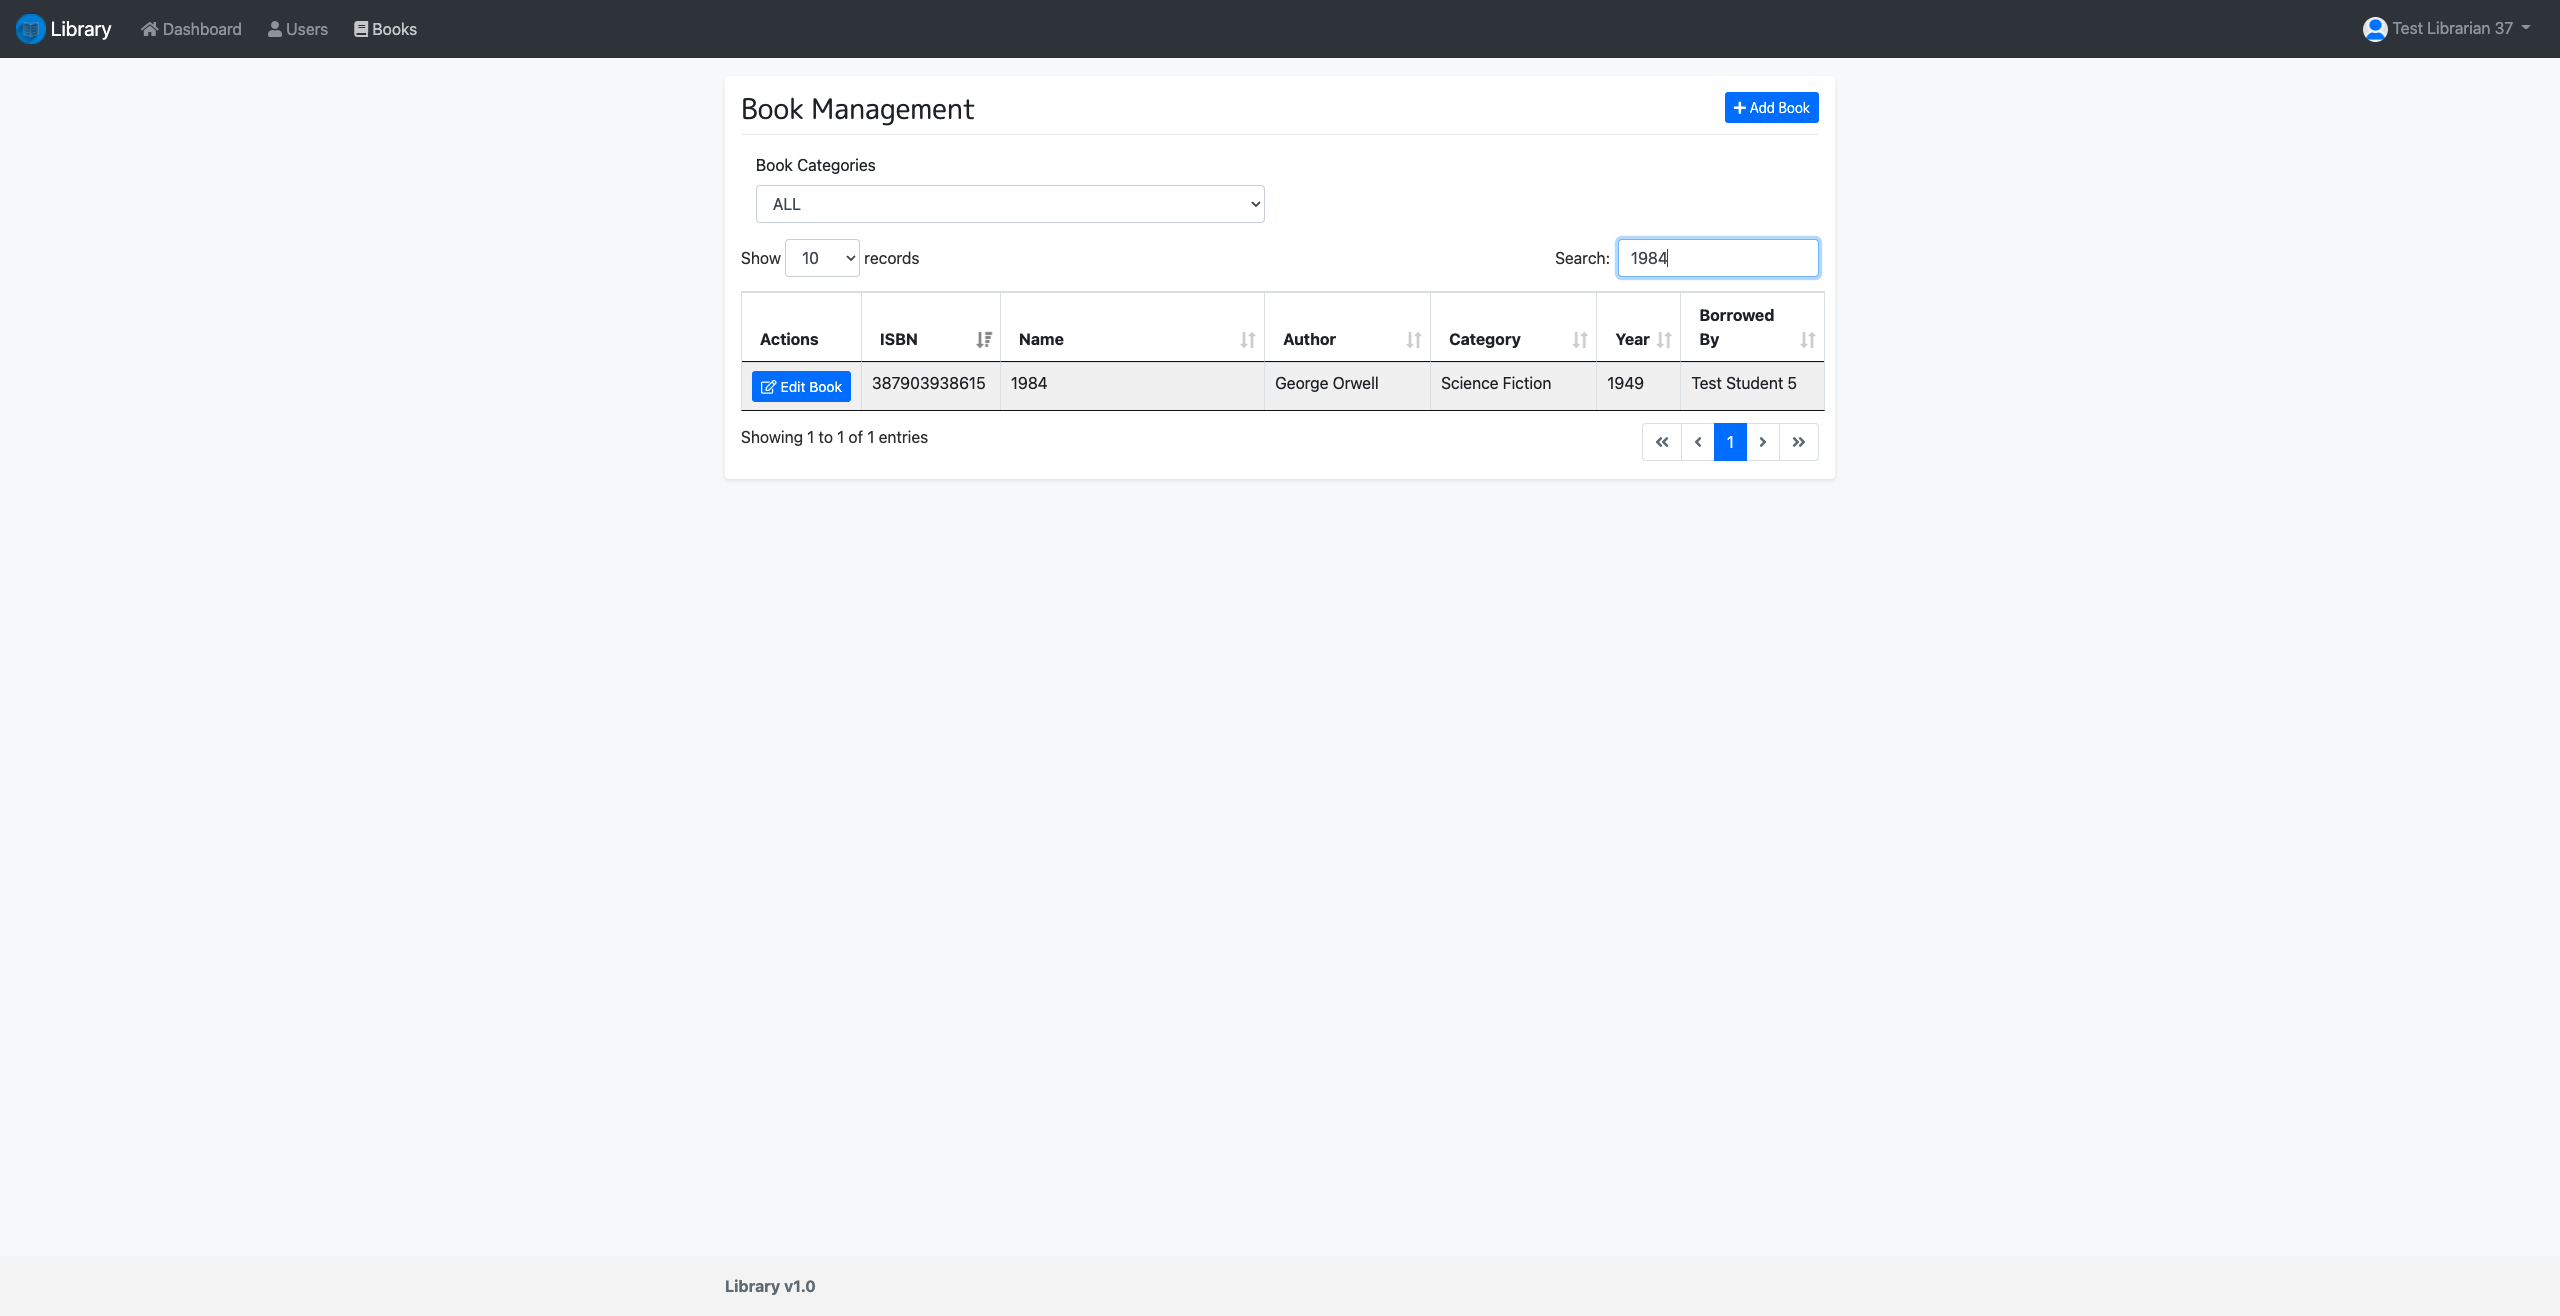 Library Dashboard Users Books Test Librarian 37
Book Management + Add Book
Book Categories
ALL
Show 10 records Search: 1984
Actions ISBN Name Author Category Year Borrowed By
Edit Book 387903938615 1984 George Orwell Science Fiction 1949 Test Student 5
Showing 1 to 1 of 1 entries « ‹ 1 › »
Library v1.0